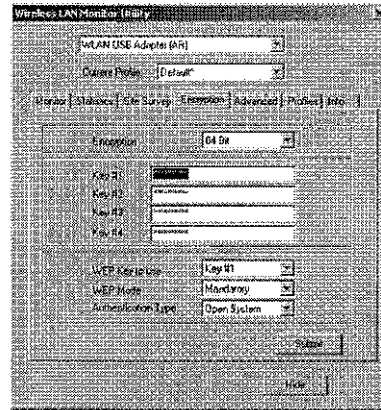 Wireless LAN Monitor Utility
WLAN USB Adapter (AR)
Current Profile Default*
Monitor Statistics Site Survey Encryption Advanced Profiles Info
Encryption 64 Bit
Key #1 **********
Key #2 **********
Key #3 **********
Key #4 **********
WEP Key to use Key #1
WEP Mode Mandatory
Authentication Type Open System
Submit
Hide